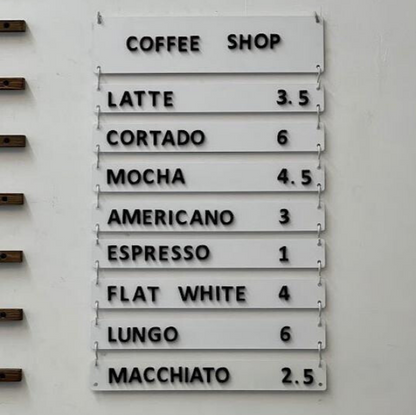 COFFEE SHOP
LATTE 3.5
CORTADO 6
MOCHA 4.5
AMERICANO 3
ESPRESSO 1
FLAT WHITE 4
LUNGO 6
MACCHIATO 2.5